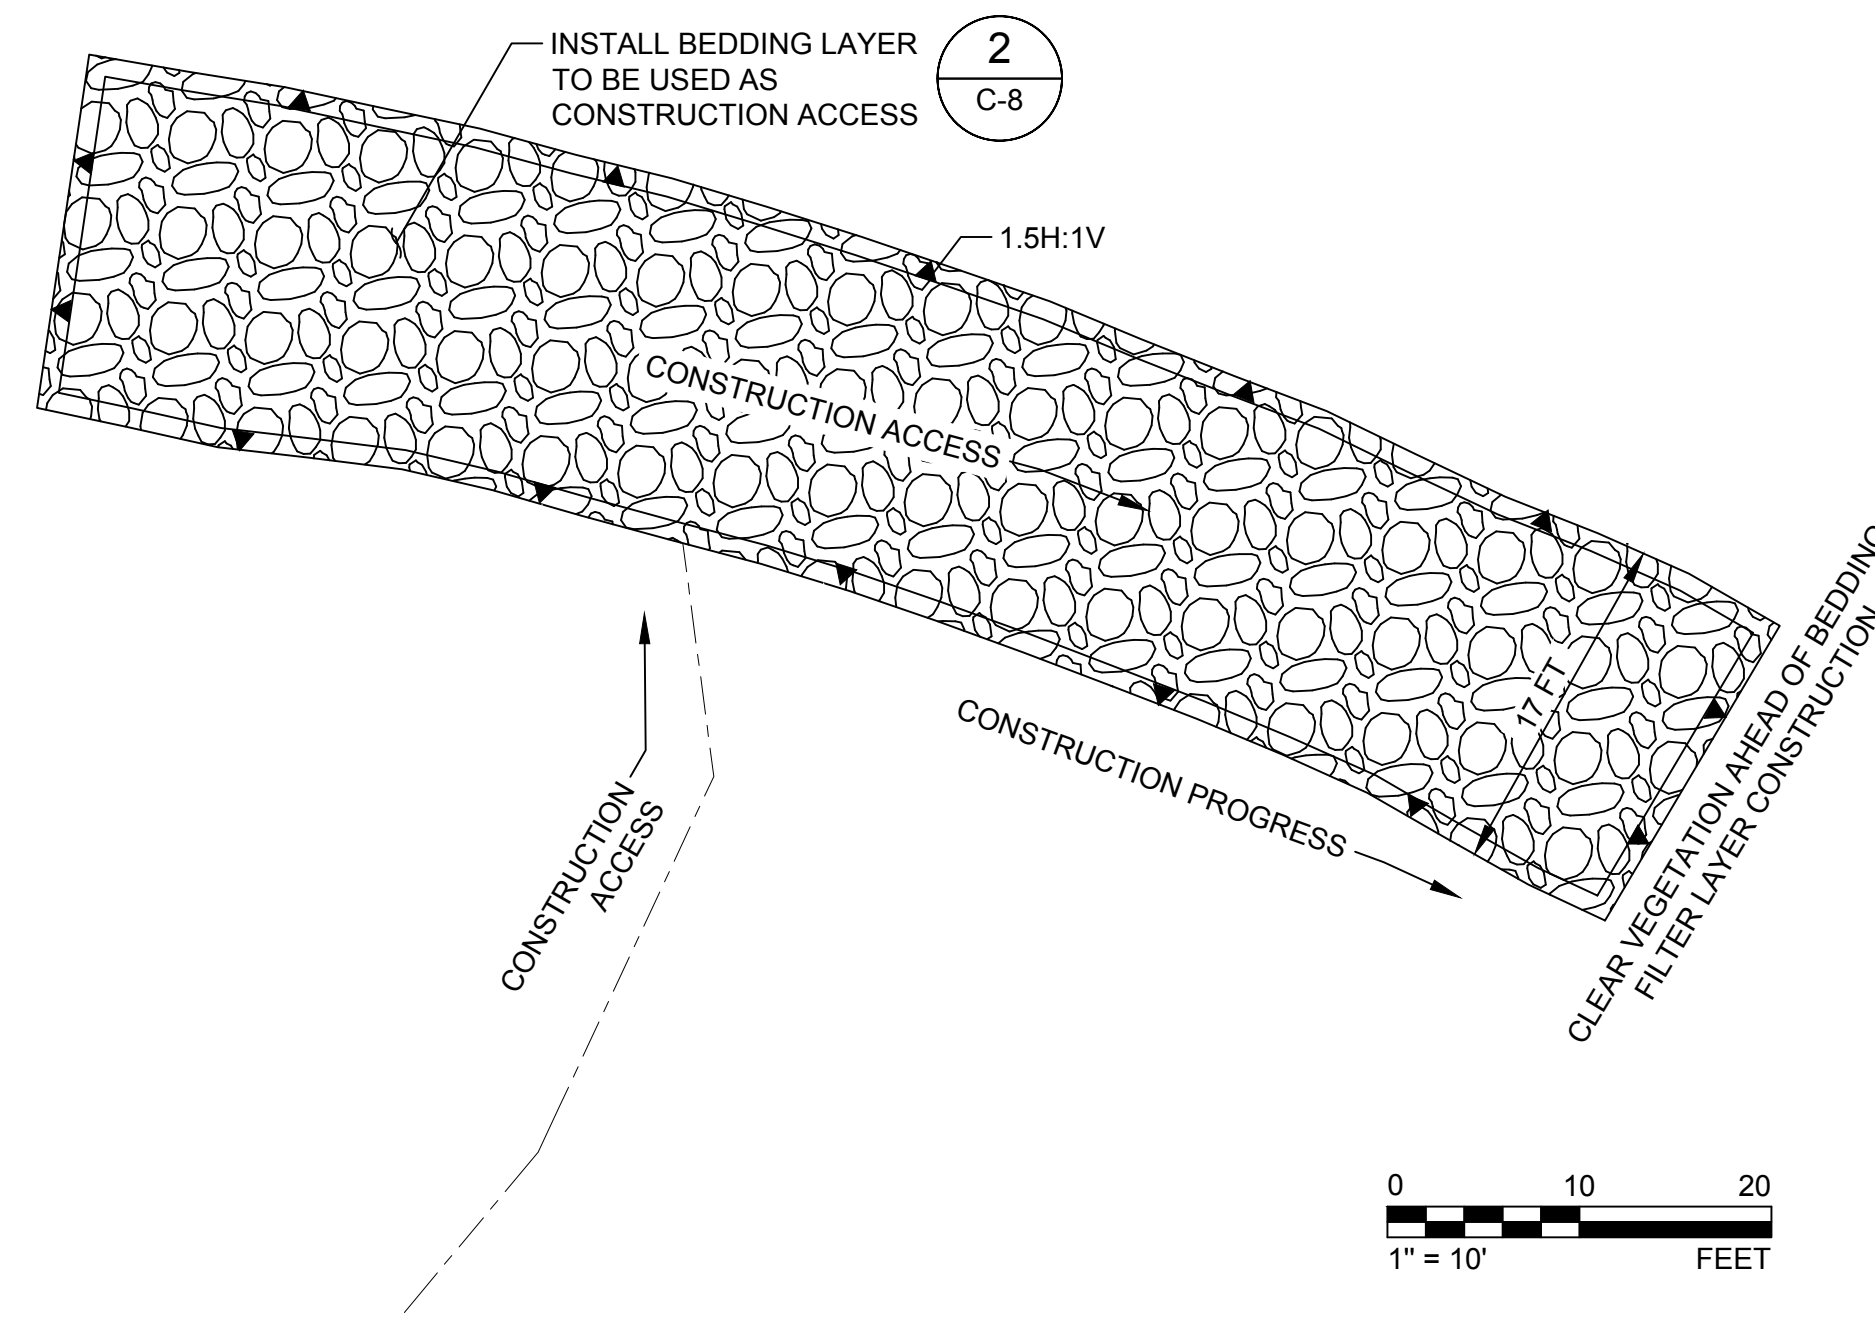 INSTALL BEDDING LAYER
TO BE USED AS
CONSTRUCTION ACCESS
2
C-8
1.5H:1V
CONSTRUCTION ACCESS
17 FT
CONSTRUCTION PROGRESS
CONSTRUCTION
ACCESS
CLEAR VEGETATION AHEAD OF BEDDING
FILTER LAYER CONSTRUCTION
0 10 20
1" = 10' FEET